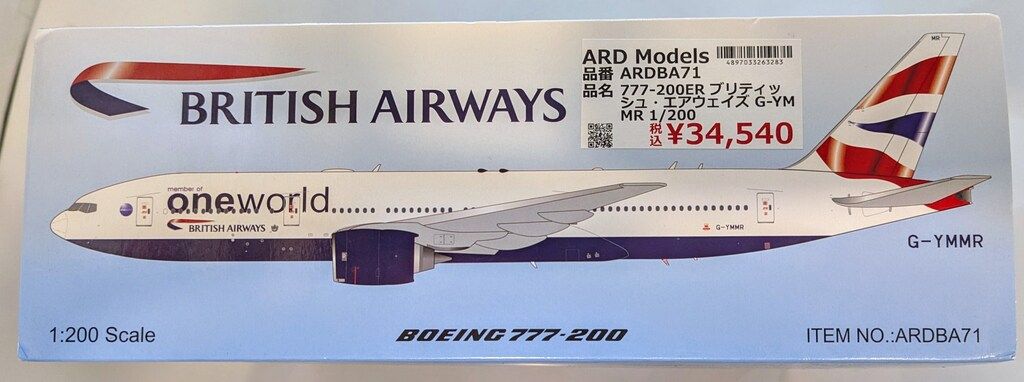 BRITISH AIRWAYS
ARD Models
4897033263283
品番 ARDBA71
品名 777-200ER ブリティッ
シュ・エアウェイズ G-YM
MR 1/200
税込 ¥34,540
MR
member of
oneworld
BRITISH AIRWAYS
G-YMMR
G-YMMR
1:200 Scale
BOEING 777-200
ITEM NO.:ARDBA71